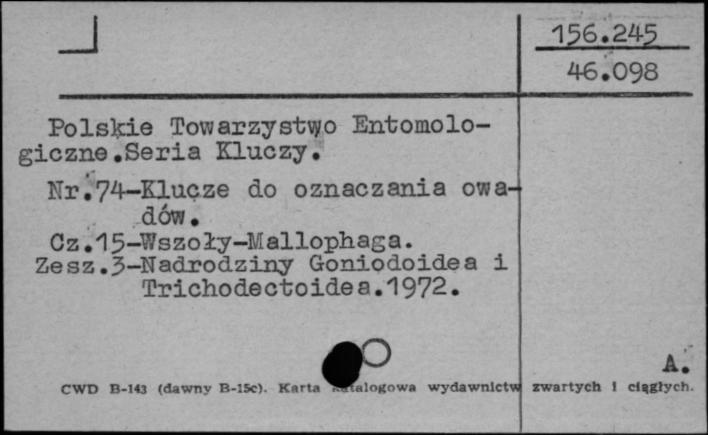 156.245
46.098
Polskie Towarzystwo Entomolo-
giczne.Seria Kluczy.
Nr.74-Klucze do oznaczania owa-
dów.
Cz.15-Wszoły-Mallophaga.
Zesz.3-Nadrodziny Goniodoidea i
Trichodectoidea.1972.
A.
CWD B-143 (dawny B-15c). Karta katalogowa wydawnictw zwartych i ciągłych.